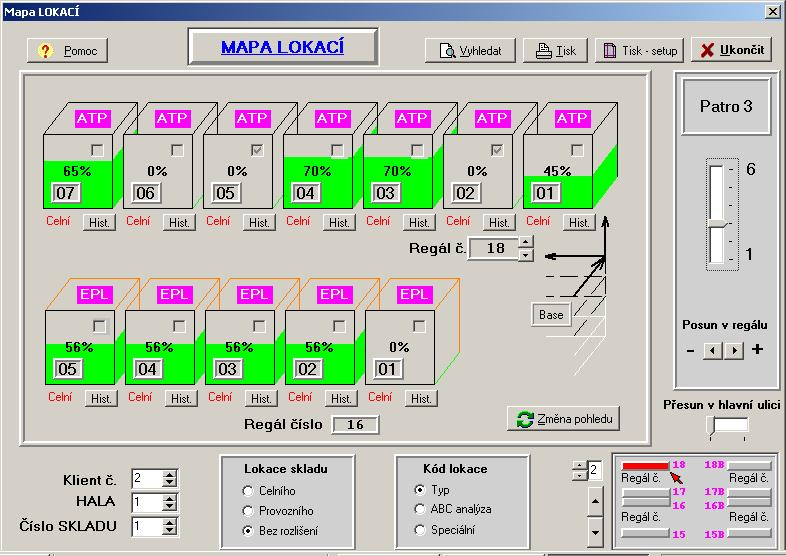 Mapa LOKACÍ
Pomoc
MAPA LOKACÍ
Vyhledat
Tisk
Tisk - setup
Ukončit
ATP ATP ATP ATP ATP ATP ATP
65% 0% 0% 70% 70% 0% 45%
07 06 05 04 03 02 01
Celní Hist. Celní Hist. Celní Hist. Celní Hist. Celní Hist. Celní Hist. Celní Hist.
Regál č. 18
Patro 3
6
1
Base
Posun v regálu
- +
EPL EPL EPL EPL EPL
56% 56% 56% 56% 0%
05 04 03 02 01
Celní Hist. Celní Hist. Celní Hist. Celní Hist. Celní Hist.
Regál číslo 16
Změna pohledu
Přesun v hlavní ulici
Klient č. 2
HALA 1
Číslo SKLADU 1
Lokace skladu
Celního
Provozního
Bez rozlišení
Kód lokace
Typ
ABC analýza
Speciální
2
18 18B
Regál č. Regál č.
17 17B
16 16B
Regál č. Regál č.
15 15B